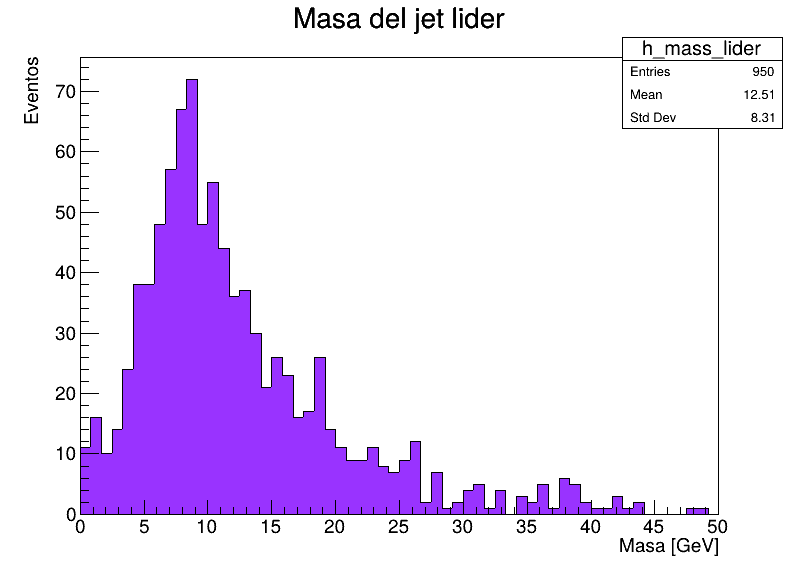 Masa del jet lider
h_mass_lider
Entries 950
Mean 12.51
Std Dev 8.31
Eventos
70
60
50
40
30
20
10
0
0 5 10 15 20 25 30 35 40 45 50
Masa [GeV]